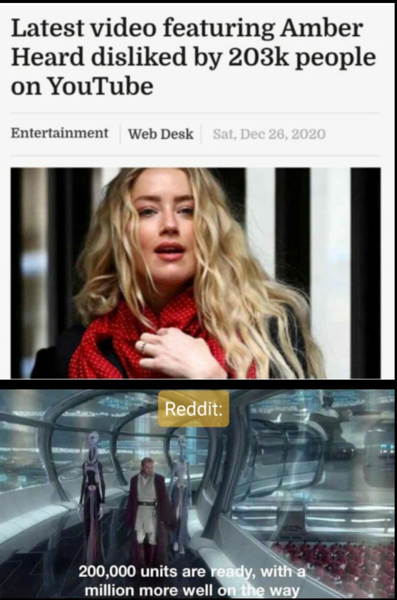 Latest video featuring Amber
Heard disliked by 203k people
on YouTube
Entertainment Web Desk Sat, Dec 26, 2020
Reddit:
200,000 units are ready, with a
million more well on the way